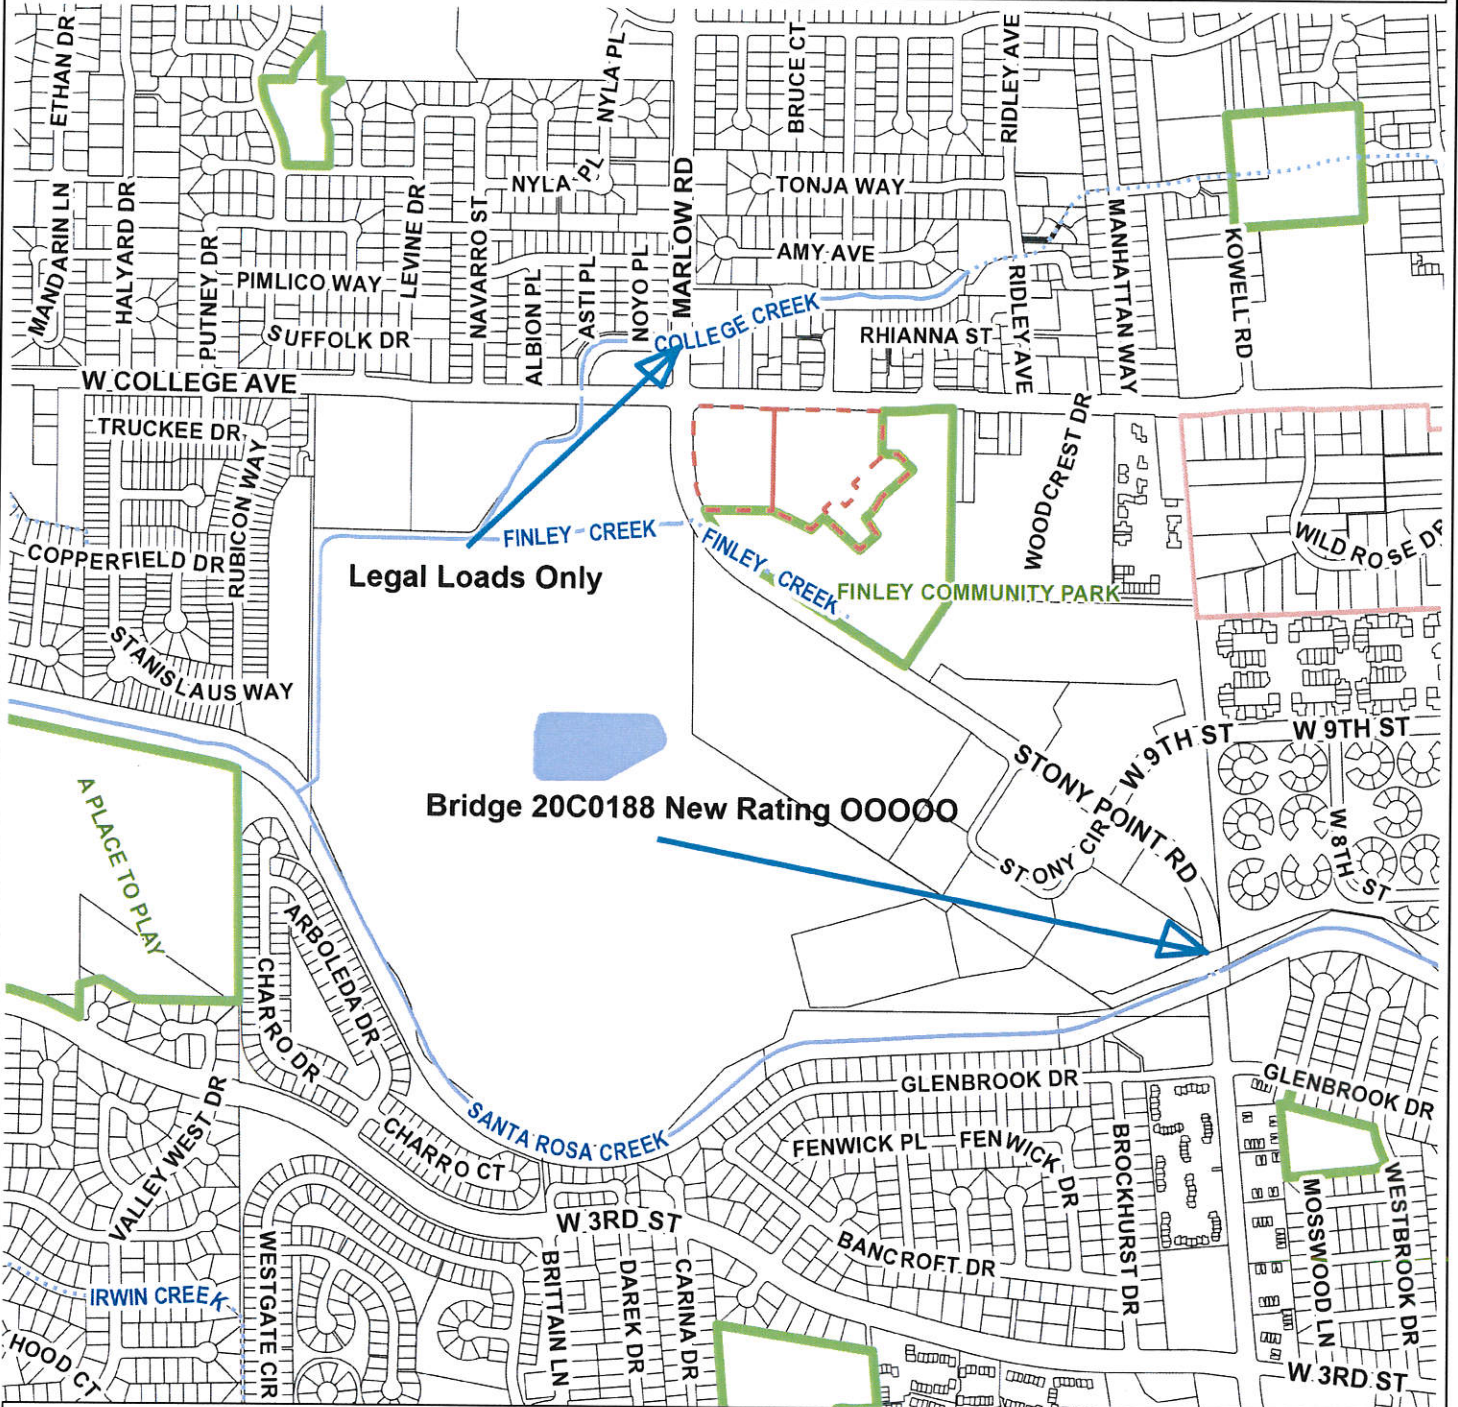 ETHAN DR
NYLA PL
BRUCE CT
RIDLEY AVE
MANDARIN LN
HALYARD DR
PUTNEY DR
LEVINE DR
NAVARRO ST
NYLA PL
MARLOW RD
TONJA WAY
AMY AVE
MANHATTAN WAY
KOWELL RD
PIMLICO WAY
SUFFOLK DR
ALBION PL
ASTI PL
NOYO PL
COLLEGE CREEK
RHIANNA ST
RIDLEY AVE
W COLLEGE AVE
TRUCKEE DR
RUBICON WAY
WOODCREST DR
COPPERFIELD DR
FINLEY CREEK
FINLEY CREEK
WILD ROSE DR
Legal Loads Only
FINLEY COMMUNITY PARK
STANISLAUS WAY
W 9TH ST
W 9TH ST
STONY POINT RD
A PLACE TO PLAY
Bridge 20C0188 New Rating OOOOO
STONY CIR
W 8TH ST
ARBOLEDA DR
CHARRO DR
GLENBROOK DR
GLENBROOK DR
VALLEY WEST DR
SANTA ROSA CREEK
CHARRO CT
FENWICK PL
FENWICK DR
BROCKHURST DR
MOSSWOOD LN
WESTBROOK DR
W 3RD ST
BANCROFT DR
WESTGATE CIR
BRITTAIN LN
DAREK DR
CARINA DR
IRWIN CREEK
HOOD CT
W 3RD ST